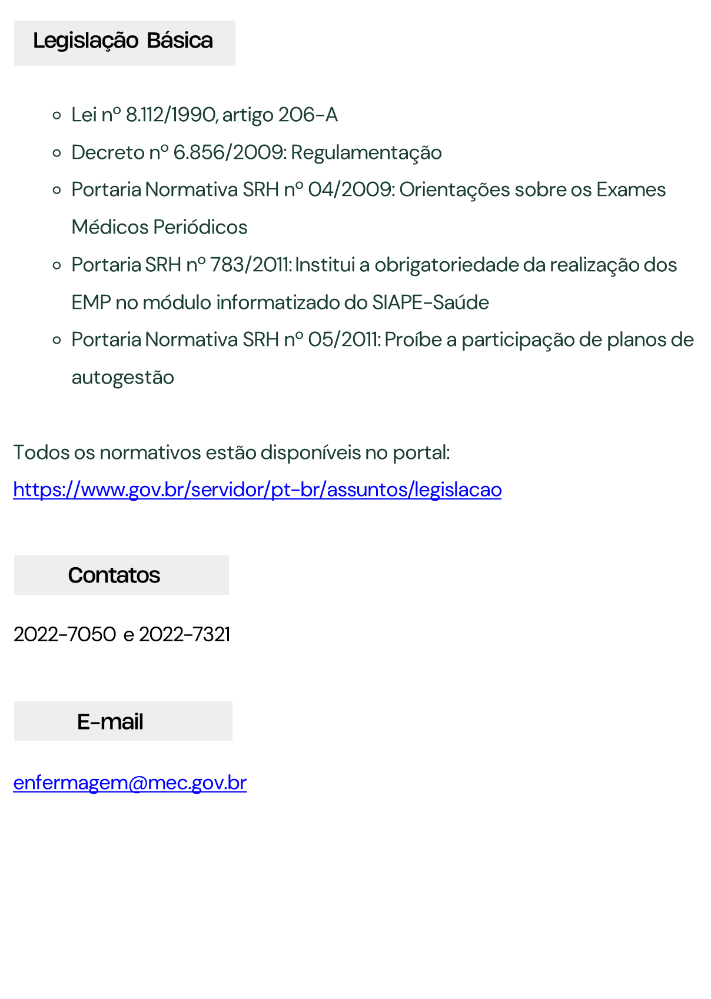 Legislação Básica
Lei nº 8.112/1990, artigo 206-A
Decreto nº 6.856/2009: Regulamentação
Portaria Normativa SRH nº 04/2009: Orientações sobre os Exames
Médicos Periódicos
Portaria SRH nº 783/2011: Institui a obrigatoriedade da realização dos
EMP no módulo informatizado do SIAPE-Saúde
Portaria Normativa SRH nº 05/2011: Proíbe a participação de planos de
autogestão
Todos os normativos estão disponíveis no portal:
https://www.gov.br/servidor/pt-br/assuntos/legislacao
Contatos
2022-7050 e 2022-7321
E-mail
enfermagem@mec.gov.br